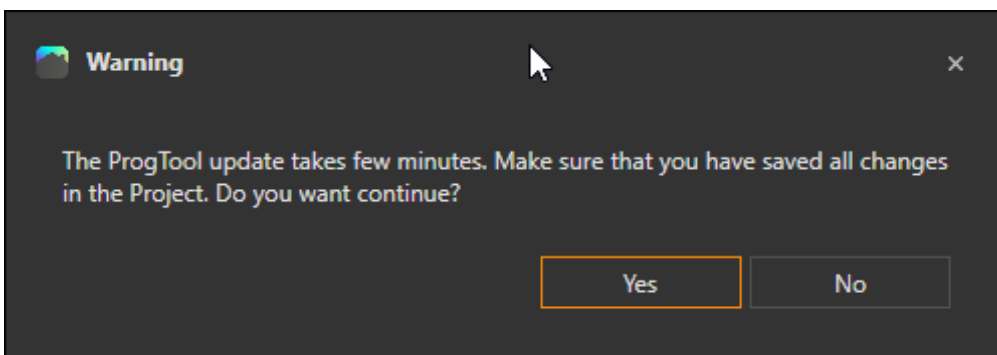 Warning
The ProgTool update takes few minutes. Make sure that you have saved all changes
in the Project. Do you want continue?
Yes No